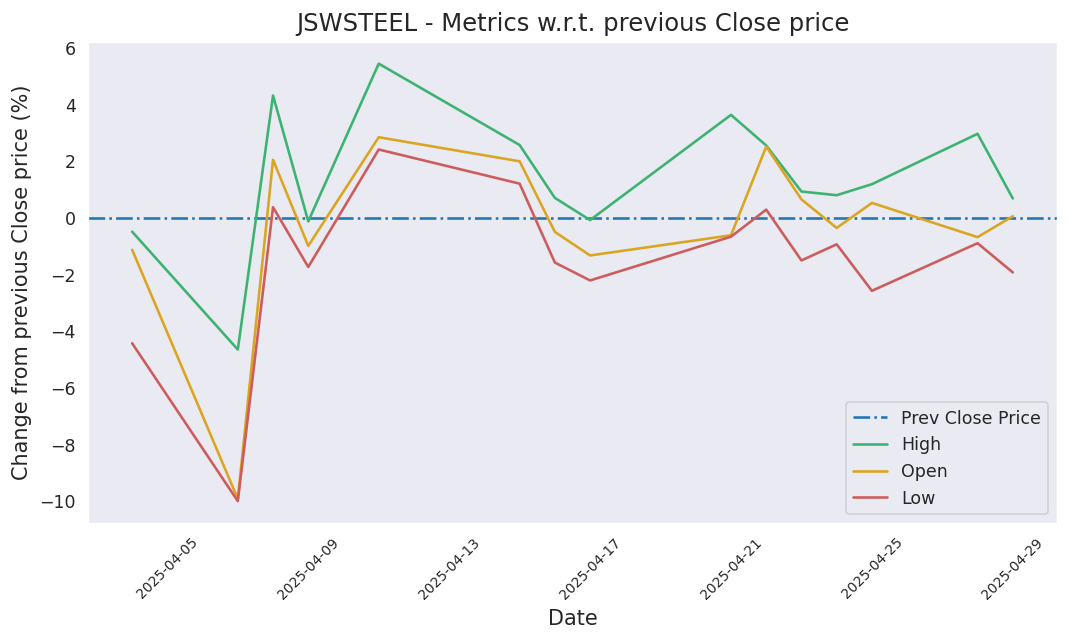 JSWSTEEL - Metrics w.r.t. previous Close price
Change from previous Close price (%)
6
4
2
0
−2
−4
−6
−8
−10
Prev Close Price
High
Open
Low
2025-04-05
2025-04-09
2025-04-13
2025-04-17
2025-04-21
2025-04-25
2025-04-29
Date